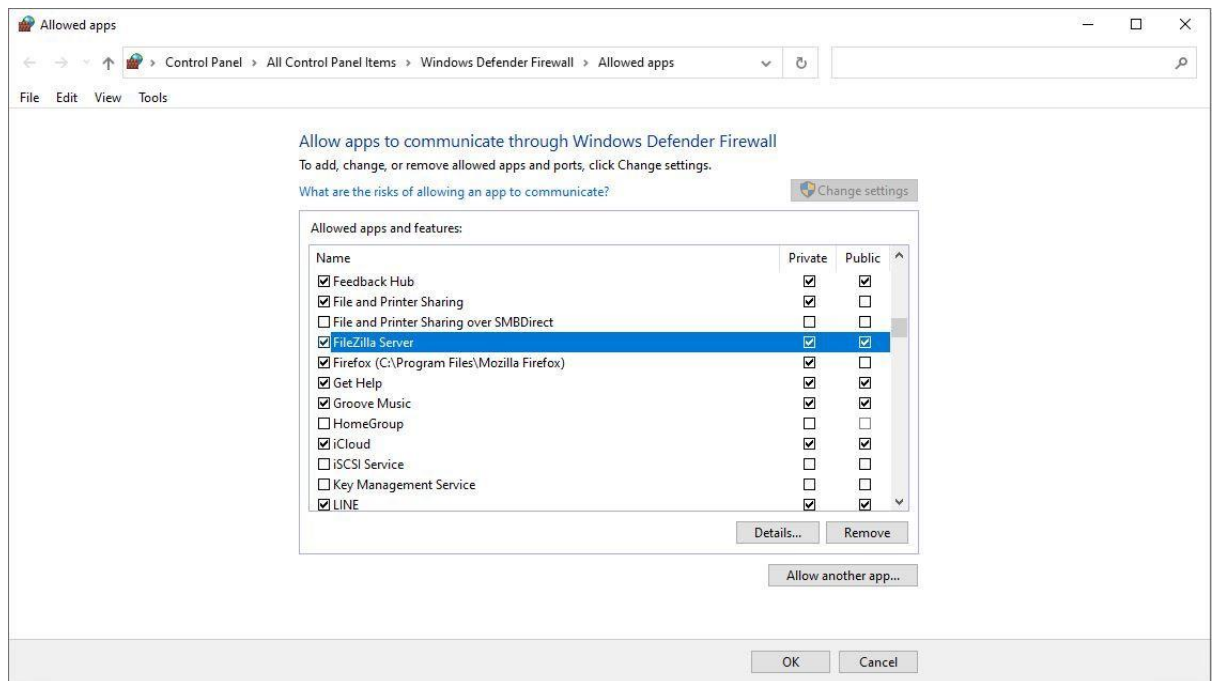 Allowed apps
Control Panel > All Control Panel Items > Windows Defender Firewall > Allowed apps
File Edit View Tools
Allow apps to communicate through Windows Defender Firewall
To add, change, or remove allowed apps and ports, click Change settings.
What are the risks of allowing an app to communicate?
Change settings
Allowed apps and features:
Name Private Public
Feedback Hub
File and Printer Sharing
File and Printer Sharing over SMBDirect
FileZilla Server
Firefox (C:\Program Files\Mozilla Firefox)
Get Help
Groove Music
HomeGroup
iCloud
iSCSI Service
Key Management Service
LINE
Details... Remove
Allow another app...
OK Cancel